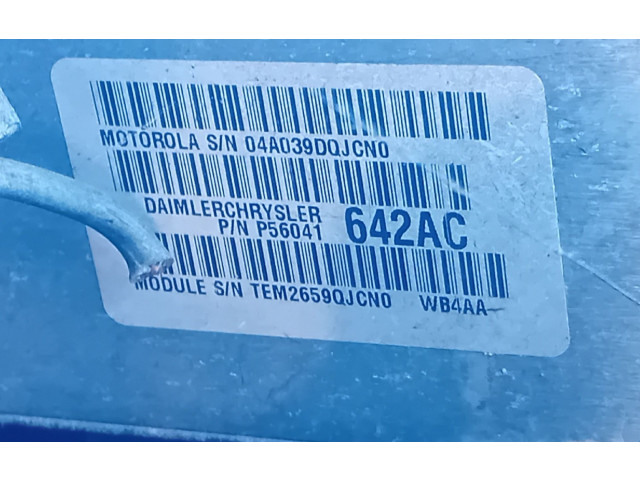 MOTOROLA S/N 04A039DQJCN0
DAIMLERCHRYSLER
P/N P56041 642AC
MODULE S/N TEM2659QJCN0 WB4AA